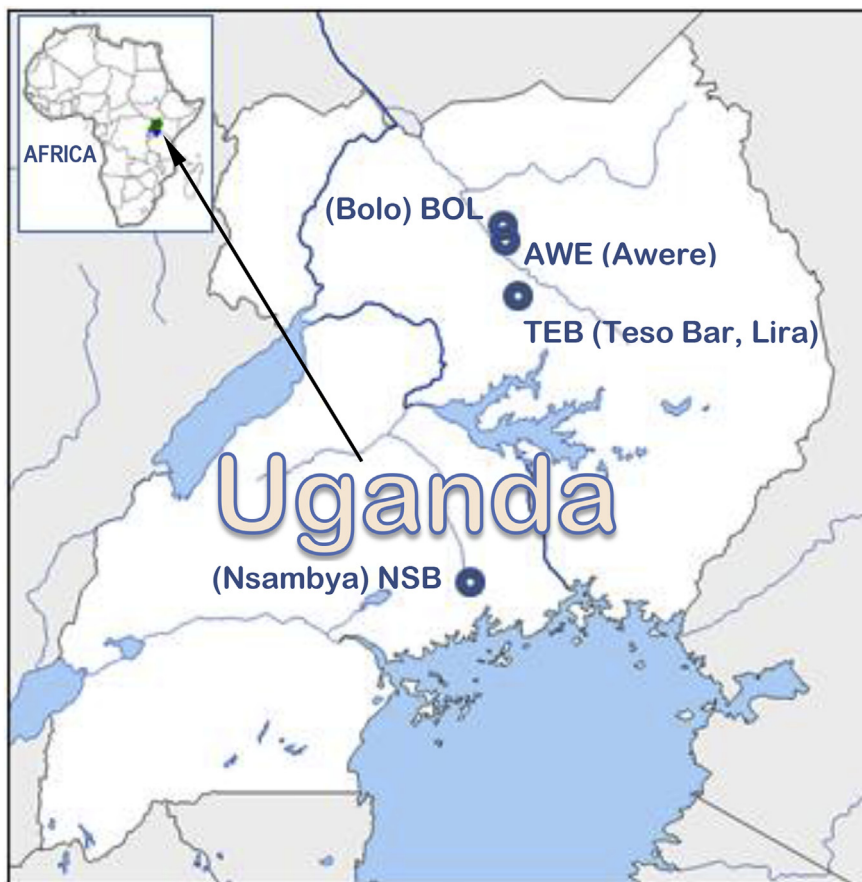 AFRICA
(Bolo) BOL
AWE (Awere)
TEB (Teso Bar, Lira)
Uganda
(Nsambya) NSB